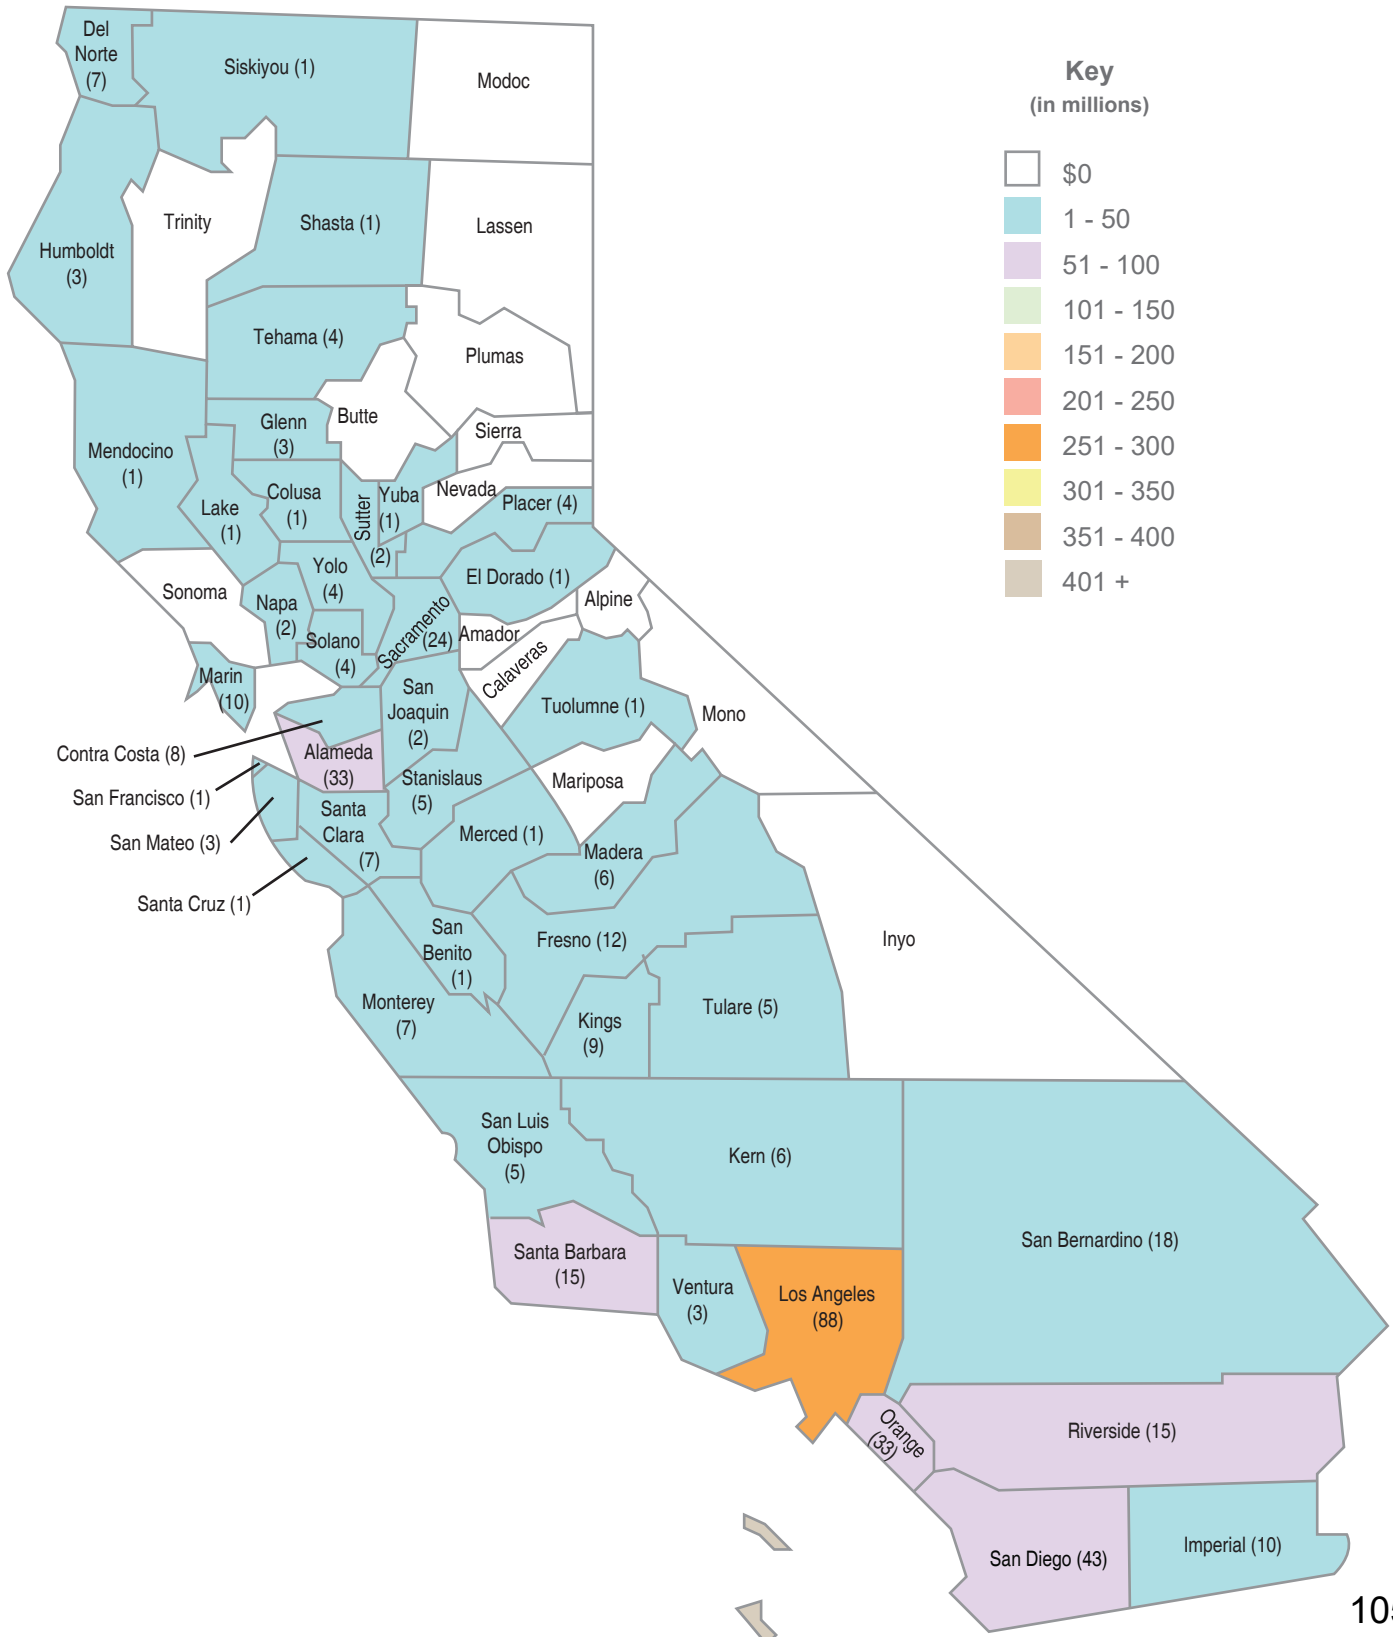 Del
Norte
(7)
Siskiyou (1)
Modoc
Key
(in millions)
$0
1 - 50
51 - 100
101 - 150
151 - 200
201 - 250
251 - 300
301 - 350
351 - 400
401 +
Trinity
Shasta (1)
Lassen
Humboldt
(3)
Tehama (4)
Plumas
Butte
Glenn
(3)
Sierra
Mendocino
(1)
Colusa
(1)
Lake
(1)
Sutter
(2)
Yuba
(1)
Nevada
Placer (4)
Yolo
(4)
El Dorado (1)
Sonoma
Napa
(2)
Alpine
Solano
(4)
Sacramento
(24)
Amador
Calaveras
Marin
(10)
San
Joaquin
(2)
Tuolumne (1)
Mono
Contra Costa (8)
Alameda
(33)
Stanislaus
(5)
Mariposa
San Francisco (1)
Santa
Clara
(7)
San Mateo (3)
Merced (1)
Madera
(6)
Santa Cruz (1)
San
Benito
(1)
Fresno (12)
Inyo
Monterey
(7)
Kings
(9)
Tulare (5)
San Luis
Obispo
(5)
Kern (6)
San Bernardino (18)
Santa Barbara
(15)
Ventura
(3)
Los Angeles
(88)
Orange
(33)
Riverside (15)
San Diego (43)
Imperial (10)
105